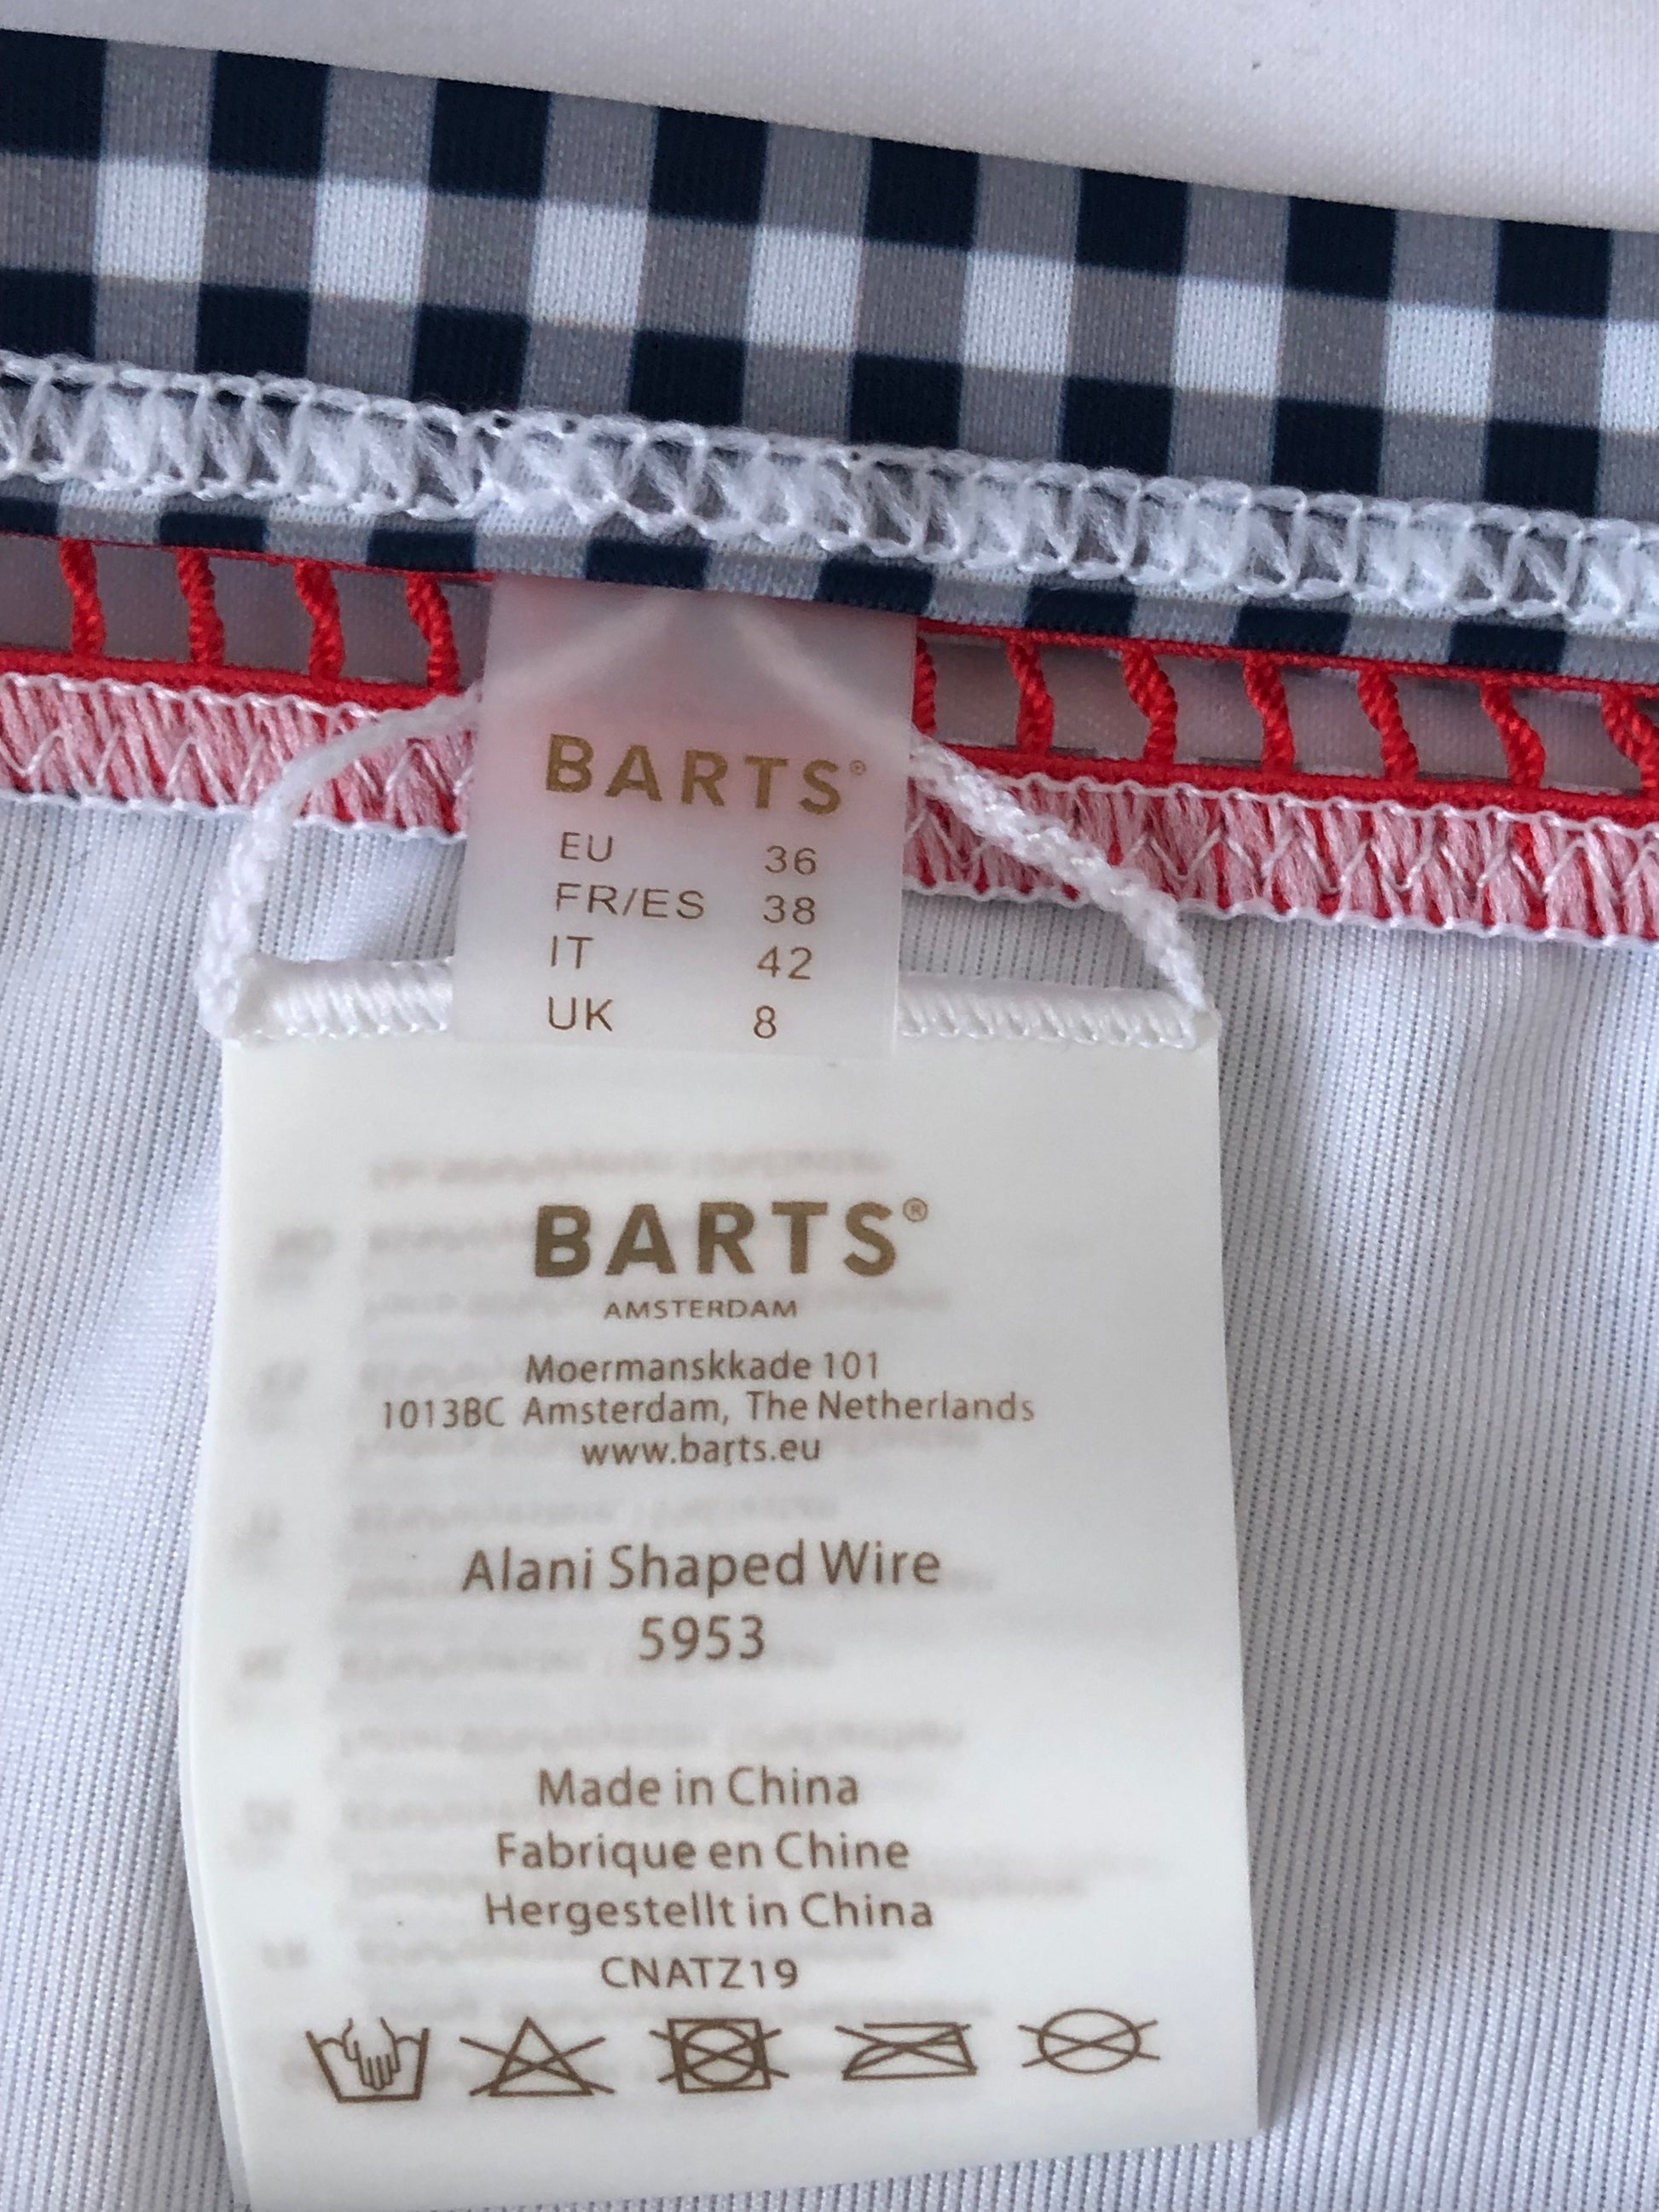 BARTS®
EU 36
FR/ES 38
IT 42
UK 8
BARTS®
AMSTERDAM
Moermanskkade 101
1013BC Amsterdam, The Netherlands
www.barts.eu
Alani Shaped Wire
5953
Made in China
Fabrique en Chine
Hergestellt in China
CNATZ19